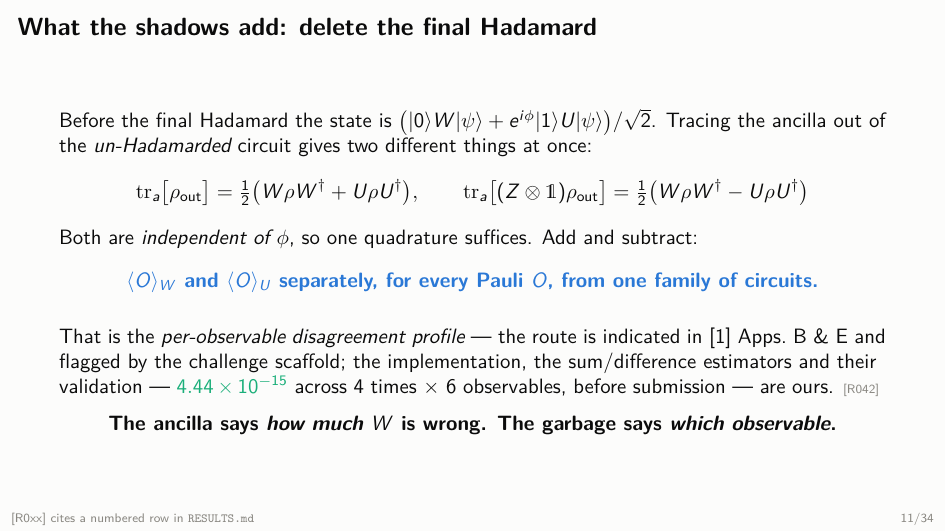 What the shadows add: delete the final Hadamard
Before the final Hadamard the state is (|0⟩W|ψ⟩ + e^{iϕ}|1⟩U|ψ⟩)/√2. Tracing the ancilla out of
the un-Hadamarded circuit gives two different things at once:
tr_a[ρ_out] = ½(WρW† + UρU†),  tr_a[(Z ⊗ 𝟙)ρ_out] = ½(WρW† − UρU†)
Both are independent of ϕ, so one quadrature suffices. Add and subtract:
⟨O⟩_W and ⟨O⟩_U separately, for every Pauli O, from one family of circuits.
That is the per-observable disagreement profile — the route is indicated in [1] Apps. B & E and
flagged by the challenge scaffold; the implementation, the sum/difference estimators and their
validation — 4.44 × 10⁻¹⁵ across 4 times × 6 observables, before submission — are ours. [R042]
The ancilla says how much W is wrong. The garbage says which observable.
[R0xx] cites a numbered row in RESULTS.md
11/34